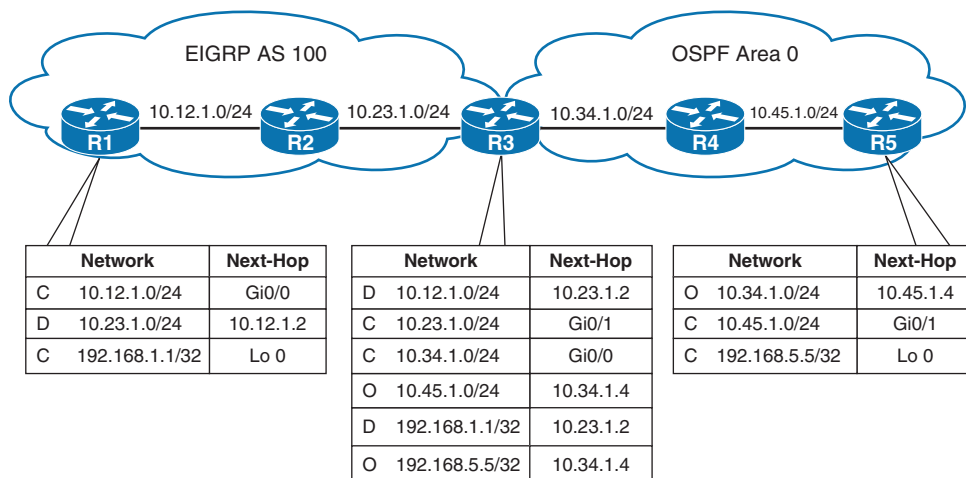 EIGRP AS 100
OSPF Area 0
10.12.1.0/24
10.23.1.0/24
10.34.1.0/24
10.45.1.0/24
R1
R2
R3
R4
R5
Network Next-Hop
C 10.12.1.0/24 Gi0/0
D 10.23.1.0/24 10.12.1.2
C 192.168.1.1/32 Lo 0
Network Next-Hop
D 10.12.1.0/24 10.23.1.2
C 10.23.1.0/24 Gi0/1
C 10.34.1.0/24 Gi0/0
O 10.45.1.0/24 10.34.1.4
D 192.168.1.1/32 10.23.1.2
O 192.168.5.5/32 10.34.1.4
Network Next-Hop
O 10.34.1.0/24 10.45.1.4
C 10.45.1.0/24 Gi0/1
C 192.168.5.5/32 Lo 0